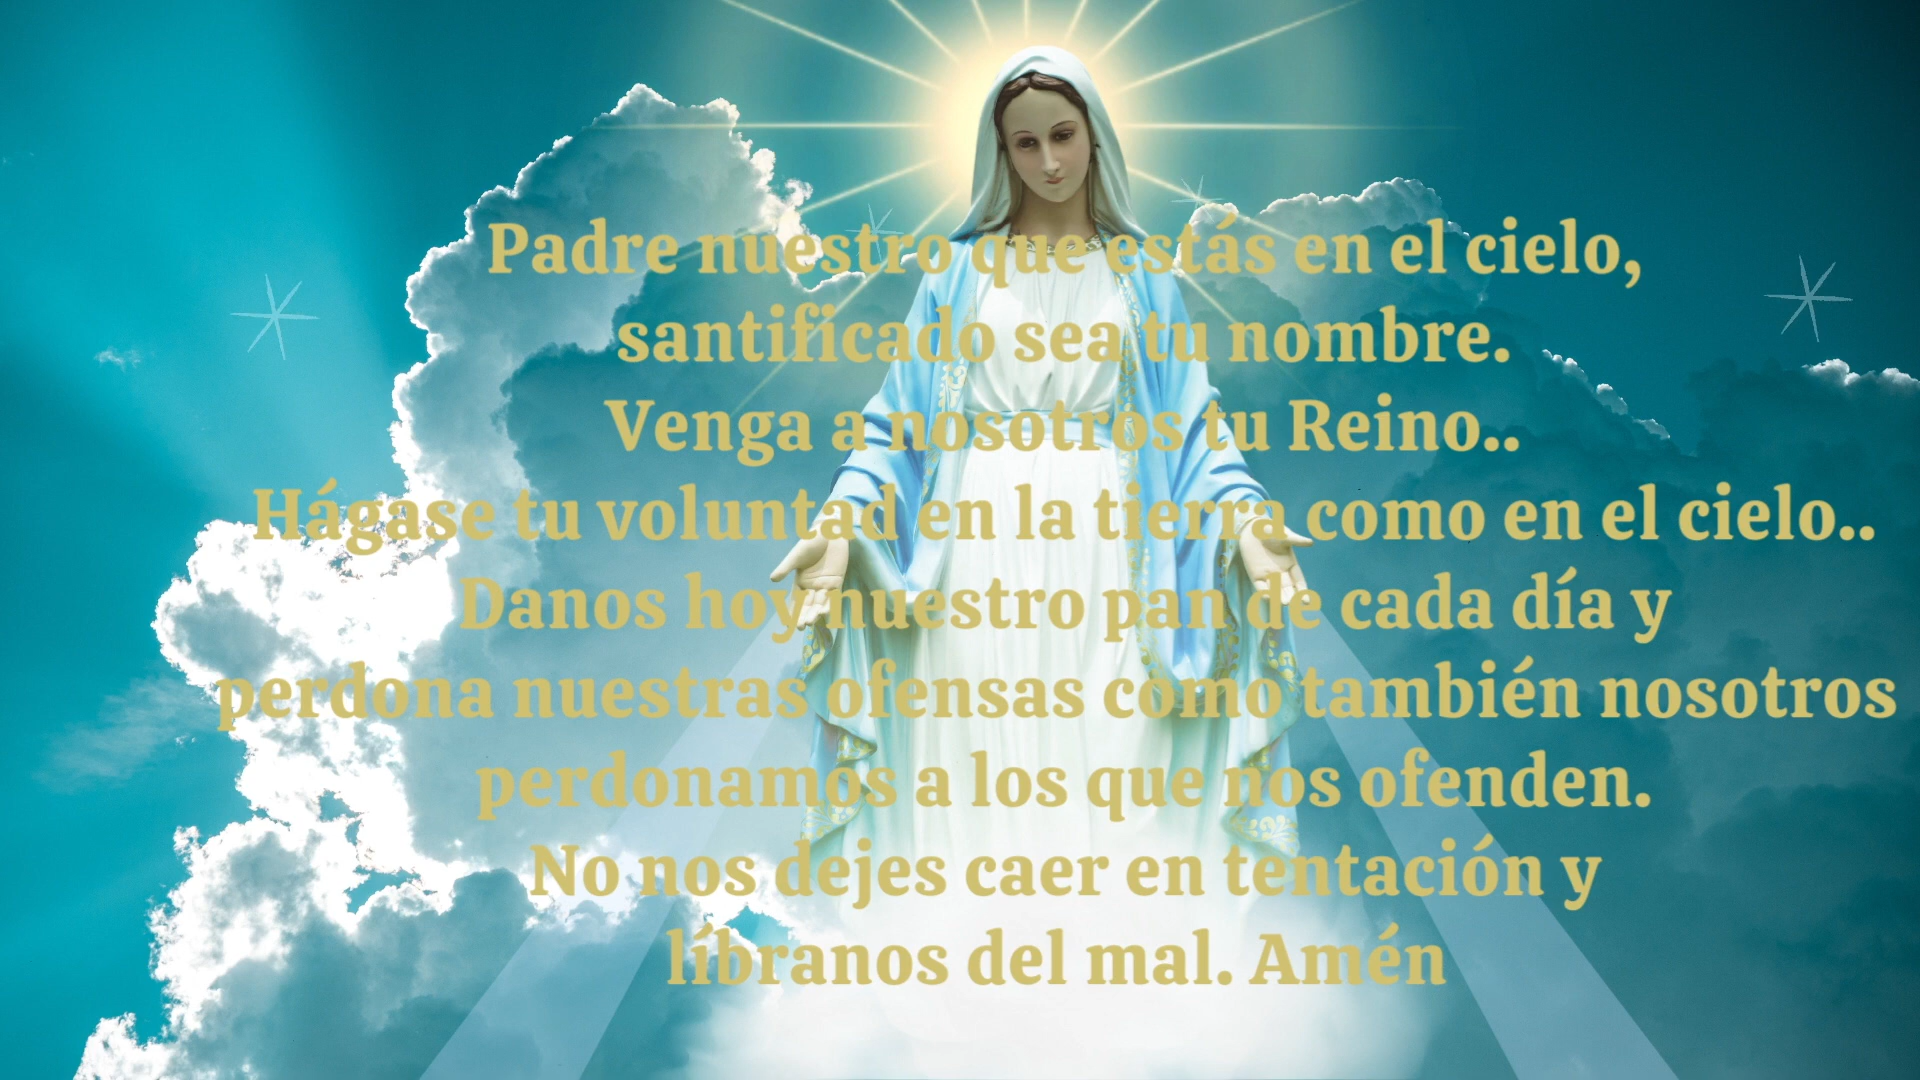 Padre nuestro que estás en el cielo,
santificado sea tu nombre.
Venga a nosotros tu Reino..
Hágase tu voluntad en la tierra como en el cielo..
Danos hoy nuestro pan de cada día y
perdona nuestras ofensas como también nosotros
perdonamos a los que nos ofenden.
No nos dejes caer en tentación y
líbranos del mal. Amén